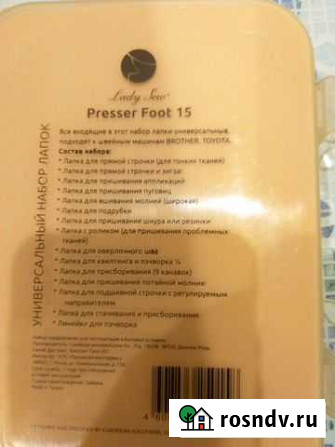 Lady Sew
Presser Foot 15
Все входящие в этот набор лапки универсальные,
подходят к швейным машинам BROTHER, TOYOTA.
Состав набора:
* Лапка для прямой строчки (для тонких тканей)
* Лапка для прямой строчки и зигзаг
* Лапка для пришивания аппликаций
* Лапка для пришивания пуговиц
* Лапка для вшивания молний (широкая)
* Лапка для подрубки
* Лапка для пришивания шнура или резинки
* Лапка с роликом (для пришивания проблемных
тканей)
* Лапка для оверлочного шва
* Лапка для квилтинга и пэчворка ¼
* Лапка для присборивания (9 канавок)
* Лапка для пришивания потайной молнии
* Лапка для подшивной строчки с регулируемым
направителем
* Лапка для стачивания и присборивания
* Линейка для пэчворка
УНИВЕРСАЛЬНЫЙ НАБОР ЛАПОК
rosndv.ru